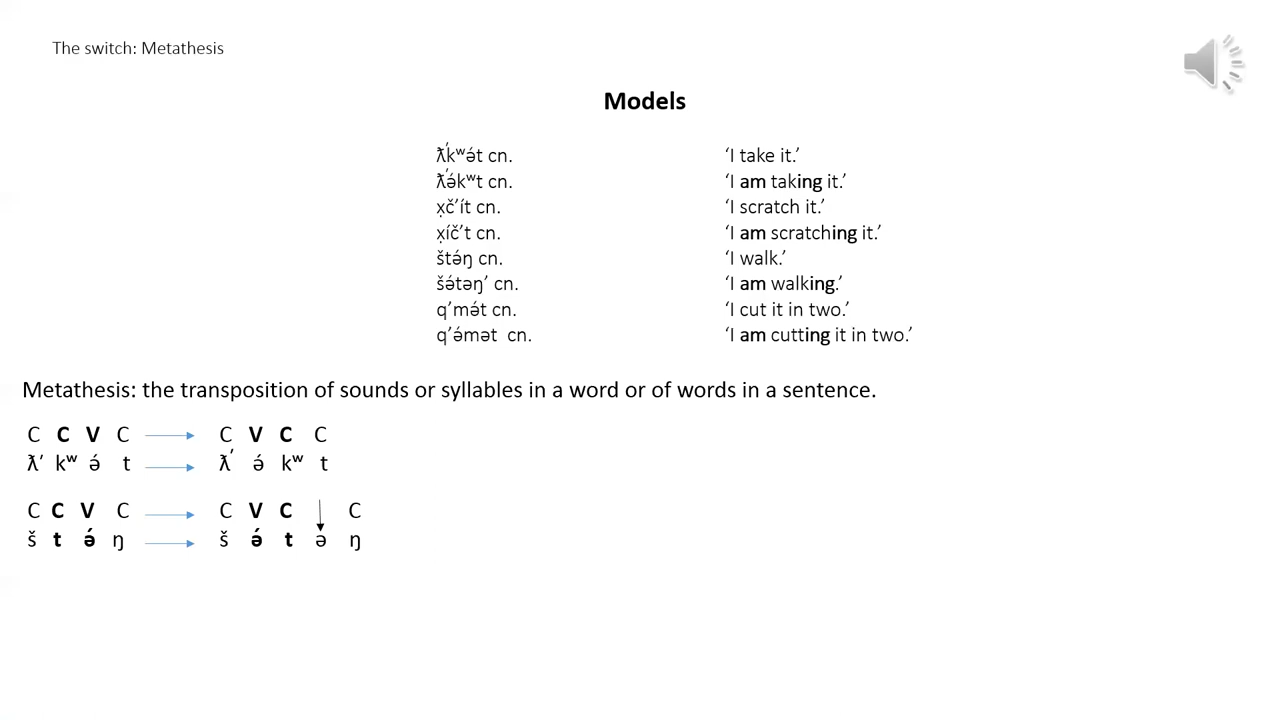 The switch: Metathesis
Models
ƛ̕kʷə́t cn. ‘I take it.’
ƛ̕ə́kʷt cn. ‘I am taking it.’
x̣č’ít cn. ‘I scratch it.’
x̣íč’t cn. ‘I am scratching it.’
štə́ŋ cn. ‘I walk.’
šə́təŋ’ cn. ‘I am walking.’
q’mə́t cn. ‘I cut it in two.’
q’ə́mət cn. ‘I am cutting it in two.’
Metathesis: the transposition of sounds or syllables in a word or of words in a sentence.
C C V C → C V C C
ƛ’ kʷ ə́ t → ƛ̕ ə́ kʷ t
C C V C → C V C ↓ C
š t ə́ ŋ → š ə́ t ə ŋ